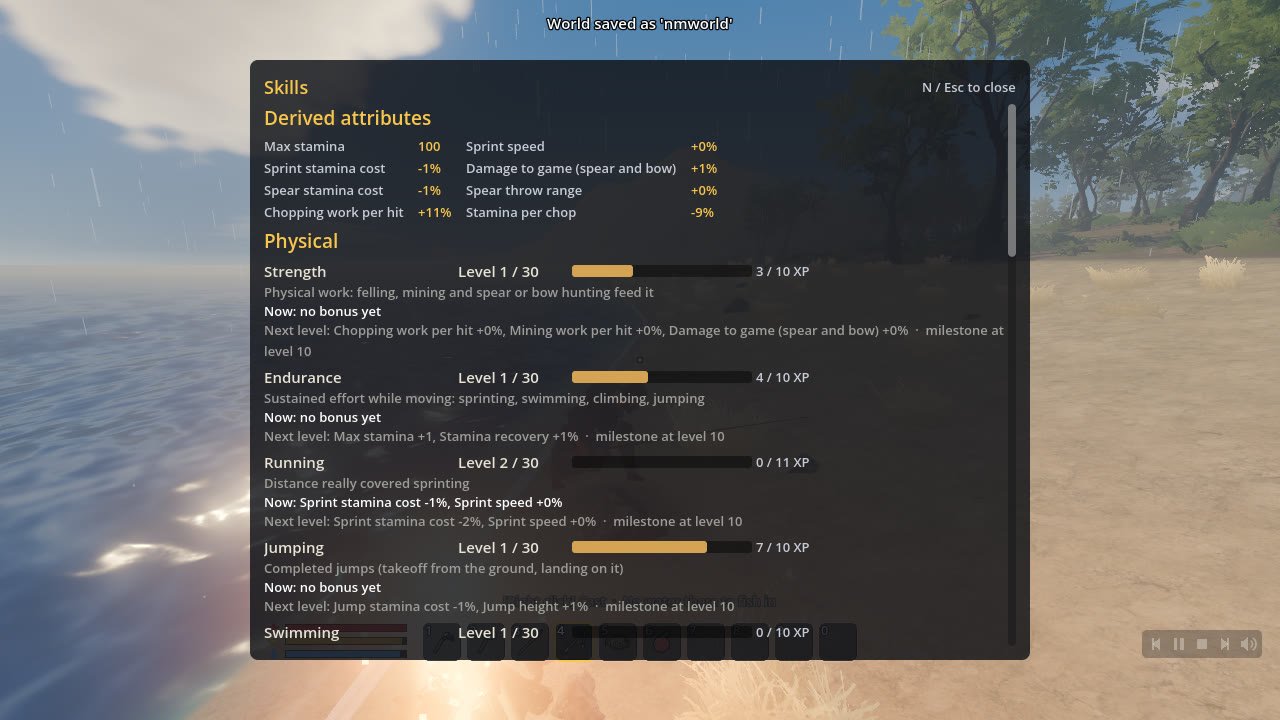 World saved as 'nmworld'
Skills
N / Esc to close
Derived attributes
Max stamina 100 Sprint speed +0%
Sprint stamina cost -1% Damage to game (spear and bow) +1%
Spear stamina cost -1% Spear throw range +0%
Chopping work per hit +11% Stamina per chop -9%
Physical
Strength Level 1 / 30 3 / 10 XP
Physical work: felling, mining and spear or bow hunting feed it
Now: no bonus yet
Next level: Chopping work per hit +0%, Mining work per hit +0%, Damage to game (spear and bow) +0% · milestone at
level 10
Endurance Level 1 / 30 4 / 10 XP
Sustained effort while moving: sprinting, swimming, climbing, jumping
Now: no bonus yet
Next level: Max stamina +1, Stamina recovery +1% · milestone at level 10
Running Level 2 / 30 0 / 11 XP
Distance really covered sprinting
Now: Sprint stamina cost -1%, Sprint speed +0%
Next level: Sprint stamina cost -2%, Sprint speed +0% · milestone at level 10
Jumping Level 1 / 30 7 / 10 XP
Completed jumps (takeoff from the ground, landing on it)
Now: no bonus yet
Next level: Jump stamina cost -1%, Jump height +1% · milestone at level 10
Swimming Level 1 / 30 0 / 10 XP